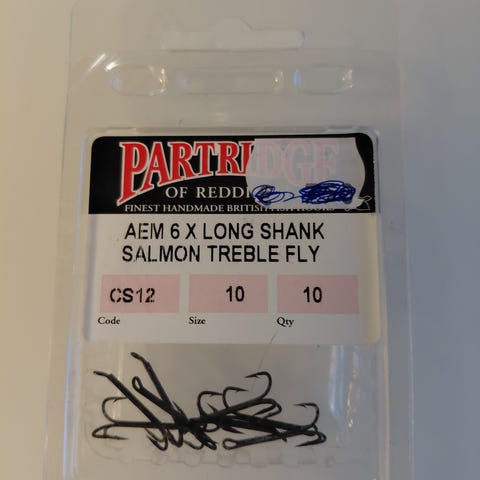 PARTRIDGE
OF REDDI
FINEST HANDMADE BRITISH FISH HOOKS
AEM 6 X LONG SHANK
SALMON TREBLE FLY
CS12 10 10
Code Size Qty